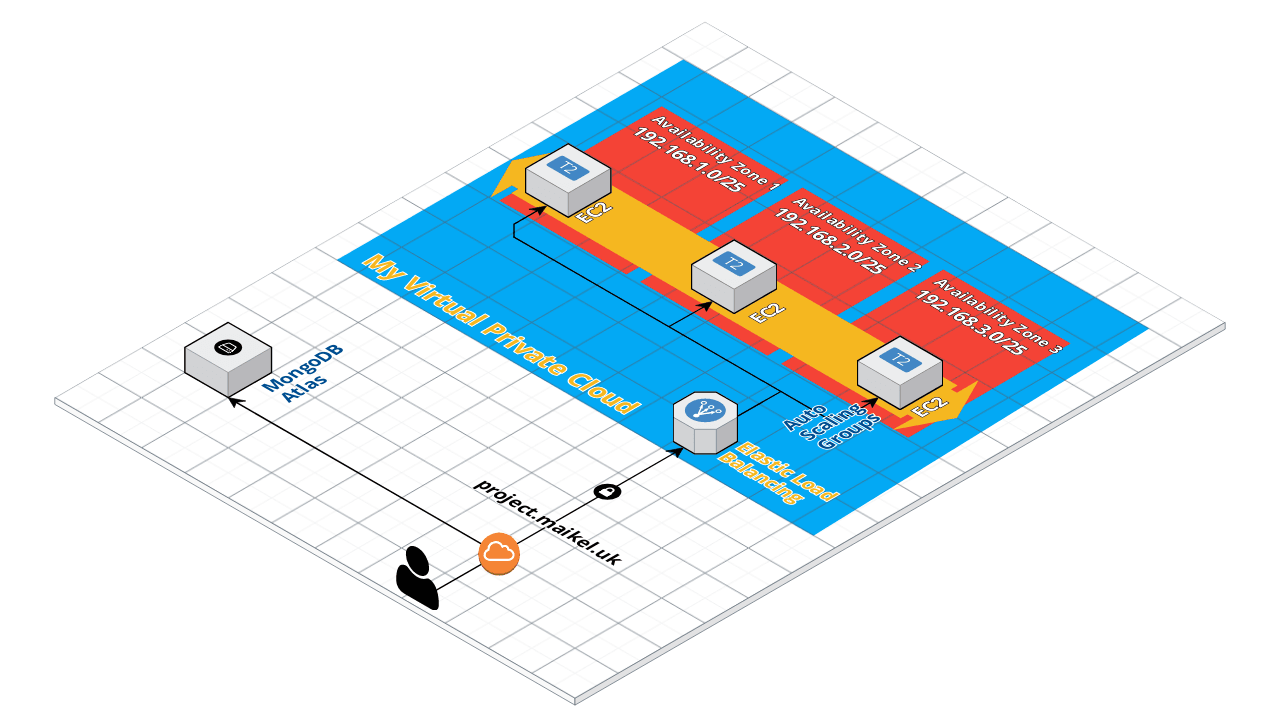 Availability Zone 1
192.168.1.0/25
Availability Zone 2
192.168.2.0/25
Availability Zone 3
192.168.3.0/25
T2
EC2
T2
EC2
T2
EC2
My Virtual Private Cloud
MongoDB
Atlas
Auto
Scaling
Groups
Elastic Load
Balancing
project.maikel.uk